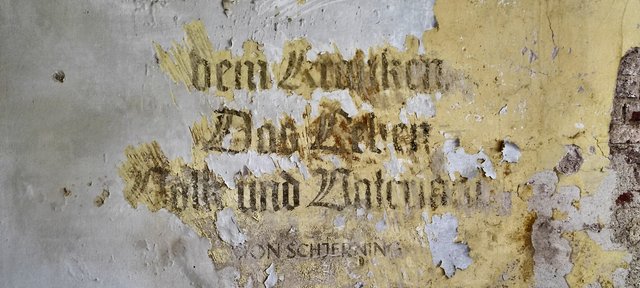 dem Kranken
Das Leben
Volk und Vaterland
VON SCHJERNING